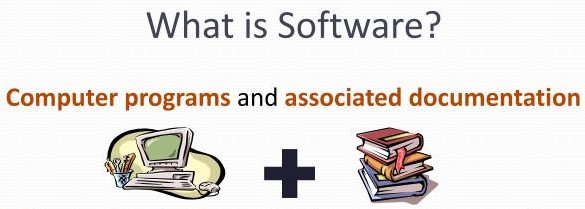 What is Software?
Computer programs and associated documentation